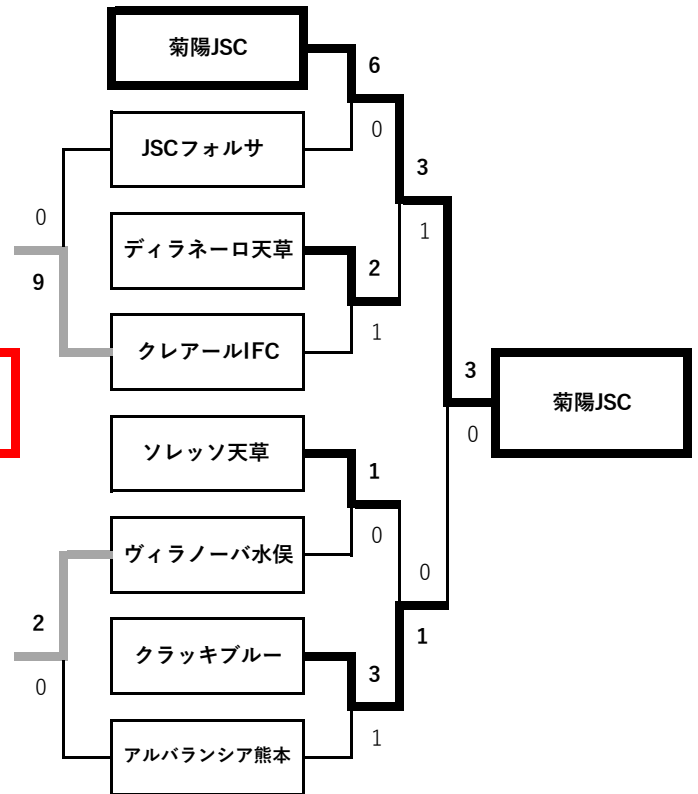 菊陽JSC
6
0
JSCフォルサ
3
0
1
ディラネーロ天草
2
9
1
クレアールIFC
3
菊陽JSC
0
ソレッソ天草
1
0
ヴィラノーバ水俣
0
2
1
クラッキブルー
3
0
1
アルバランシア熊本